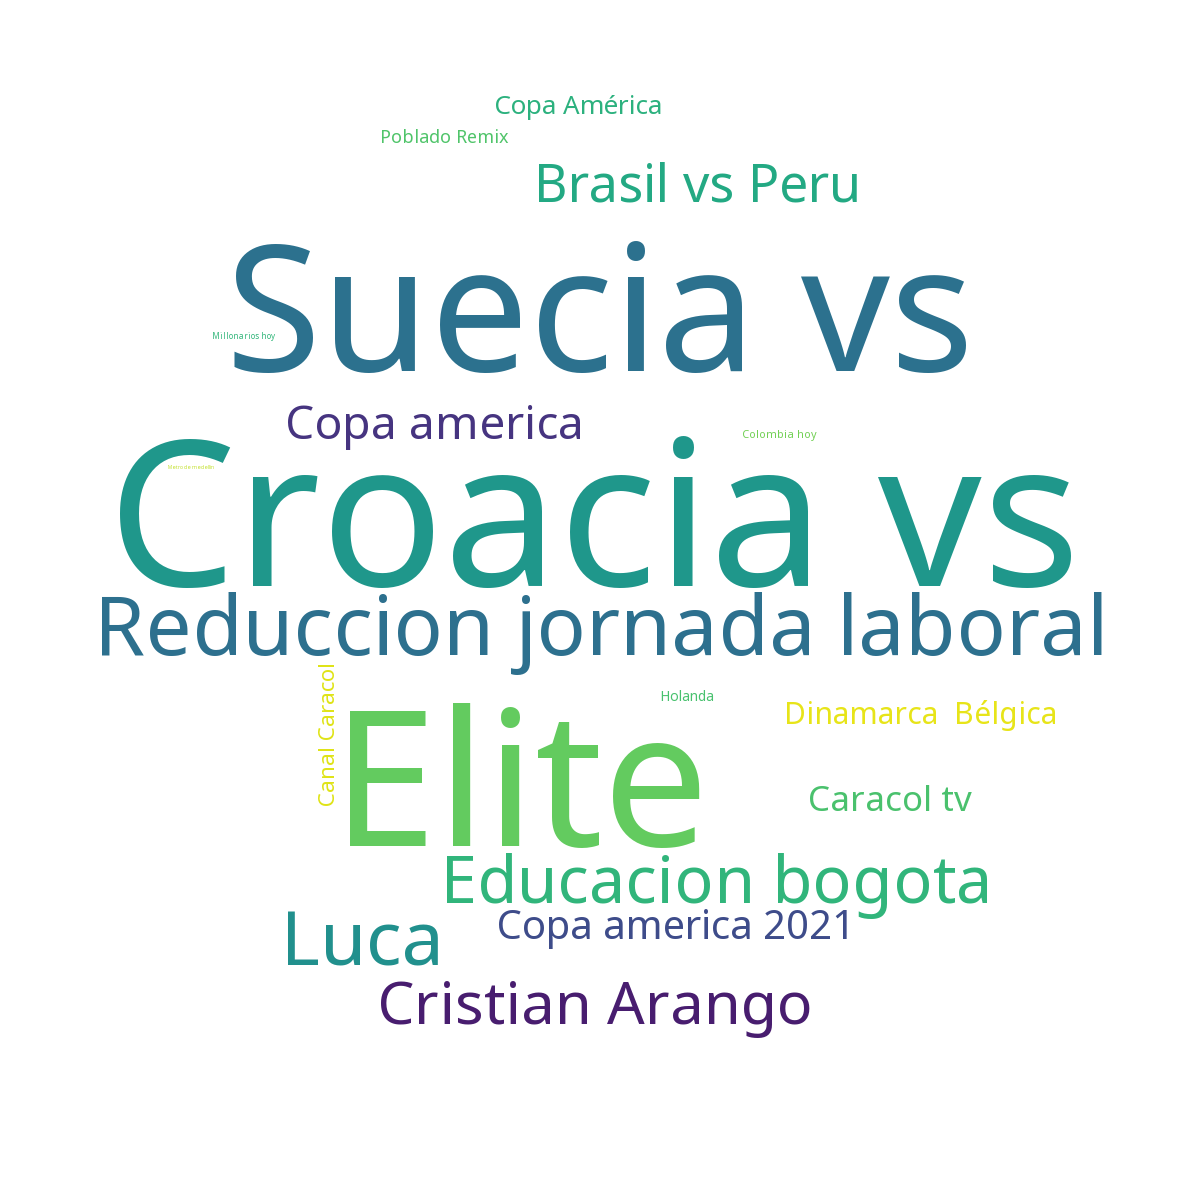 Copa América
Poblado Remix
Brasil vs Peru
Suecia vs
Millonarios hoy
Copa america
Colombia hoy
Croacia vs
Reduccion jornada laboral
Canal Caracol
Holanda
Dinamarca Bélgica
Elite
Caracol tv
Educacion bogota
Luca
Copa america 2021
Cristian Arango